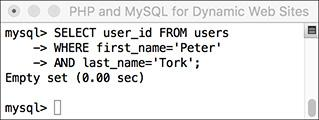 PHP and MySQL for Dynamic Web Sites
mysql> SELECT user_id FROM users
    -> WHERE first_name='Peter'
    -> AND last_name='Tork';
Empty set (0.00 sec)
mysql>